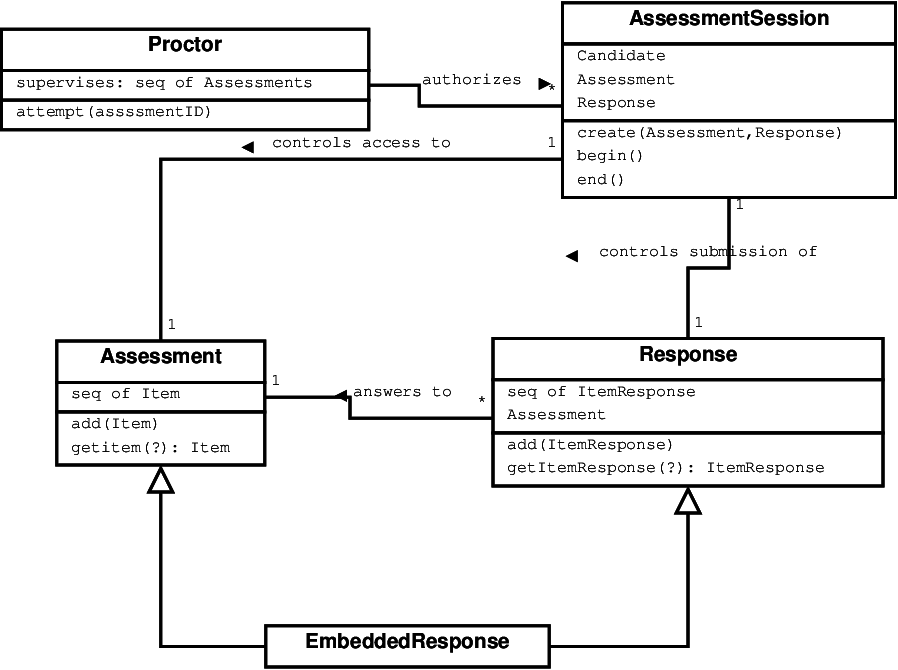 AssessmentSession
Candidate
Assessment
Response
create(Assessment,Response)
begin()
end()
Proctor
supervises: seq of Assessments
attempt(assssmentID)
authorizes ▶
*
◀ controls access to
1
1
◀ controls submission of
1
1
Assessment
seq of Item
add(Item)
getitem(?): Item
1
◀ answers to
*
Response
seq of ItemResponse
Assessment
add(ItemResponse)
getItemResponse(?): ItemResponse
EmbeddedResponse